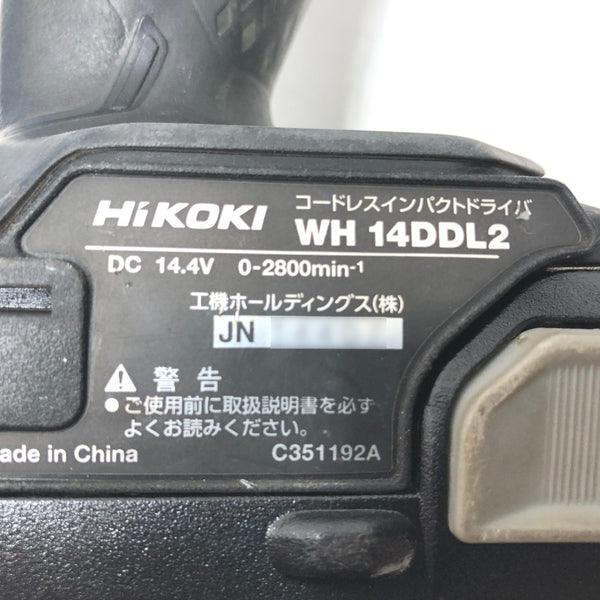 HiKOKI コードレスインパクトドライバ
WH 14DDL2
DC 14.4V 0-2800min-1
工機ホールディングス(株)
JN
警告
●ご使用前に取扱説明書を必ず
よくお読みください。
ade in China C351192A